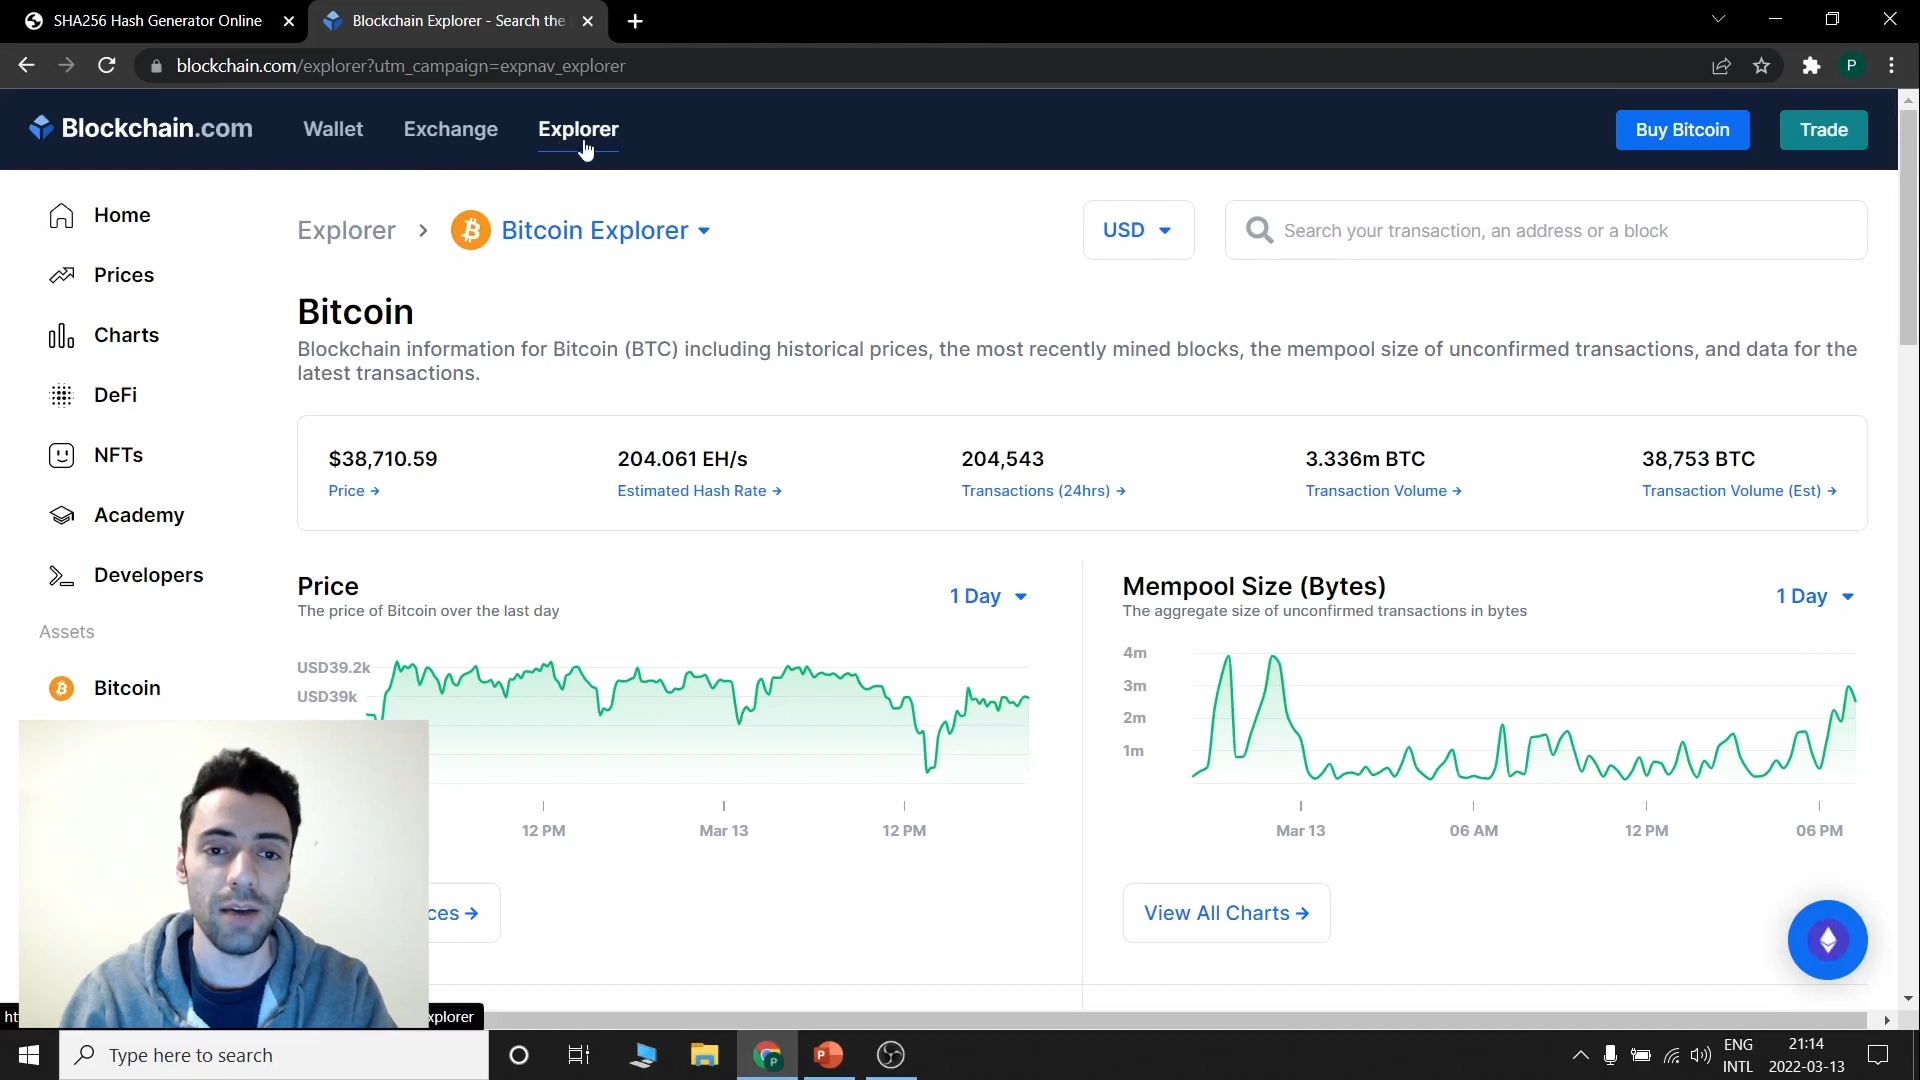 SHA256 Hash Generator Online
Blockchain Explorer - Search the
blockchain.com/explorer?utm_campaign=expnav_explorer
P
Blockchain.com
Wallet
Exchange
Explorer
Buy Bitcoin
Trade
Home
Prices
Charts
DeFi
NFTs
Academy
Developers
Assets
Bitcoin
Explorer > Bitcoin Explorer
USD
Search your transaction, an address or a block
Bitcoin
Blockchain information for Bitcoin (BTC) including historical prices, the most recently mined blocks, the mempool size of unconfirmed transactions, and data for the
latest transactions.
$38,710.59
Price →
204.061 EH/s
Estimated Hash Rate →
204,543
Transactions (24hrs) →
3.336m BTC
Transaction Volume →
38,753 BTC
Transaction Volume (Est) →
Price
The price of Bitcoin over the last day
1 Day
USD39.2k
USD39k
12 PM
Mar 13
12 PM
ces →
Mempool Size (Bytes)
The aggregate size of unconfirmed transactions in bytes
1 Day
4m
3m
2m
1m
Mar 13
06 AM
12 PM
06 PM
View All Charts →
ht
xplorer
Type here to search
P
P
ENG
INTL
21:14
2022-03-13